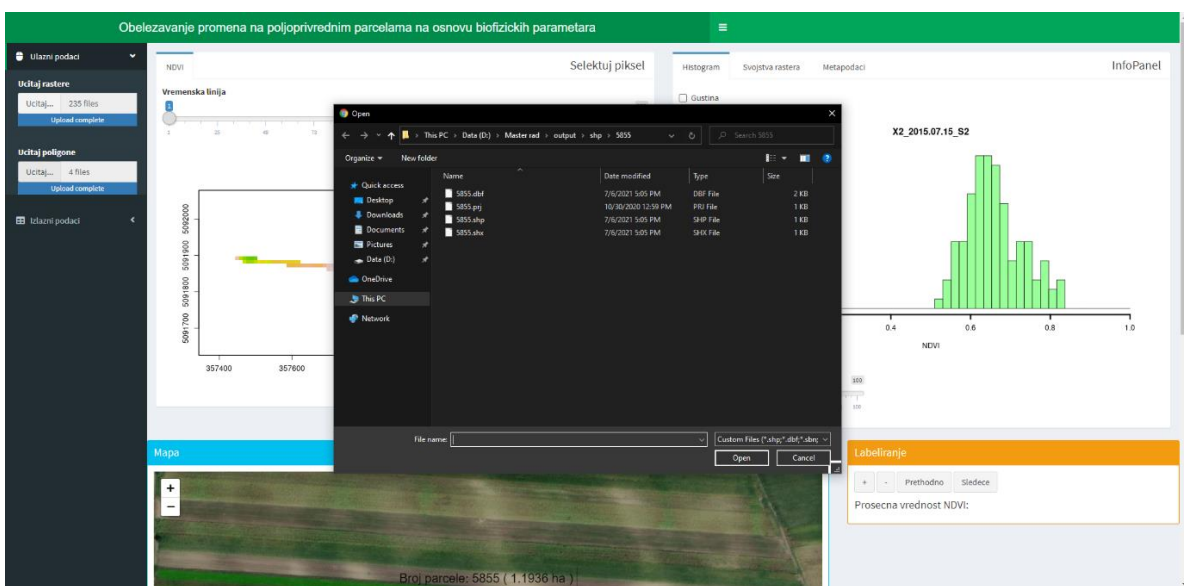 Obelezavanje promena na poljoprivrednim parcelama na osnovu biofizickih parametara
Ulazni podaci
Ucitaj rastere
Ucitaj... 235 files
Upload complete
Ucitaj poligone
Ucitaj... 4 files
Upload complete
Izlazni podaci
NDVI
Selektuj piksel
Vremenska linija
1
5092000
5091900
5091800
5091700
357400 357600
Open
This PC > Data (D:) > Master rad > output > shp > 5855
Search 5855
Organize New folder
Quick access
Desktop
Downloads
Documents
Pictures
Data (D:)
OneDrive
This PC
Network
Name Date modified Type Size
5855.dbf 7/6/2021 5:05 PM DBF File 2 KB
5855.prj 10/30/2020 12:59 PM PRJ File 1 KB
5855.shp 7/6/2021 5:05 PM SHP File 1 KB
5855.shx 7/6/2021 5:05 PM SHX File 1 KB
File name:
Custom Files (*.shp;*.dbf;*.sbn;
Open Cancel
Histogram Svojstva rastera Metapodaci
InfoPanel
Gustina
X2_2015.07.15_S2
0.4 0.6 0.8 1.0
NDVI
100
100
Mapa
+
-
Broj parcele: 5855 ( 1.1936 ha )
Labeliranje
+ - Prethodno Sledece
Prosecna vrednost NDVI: